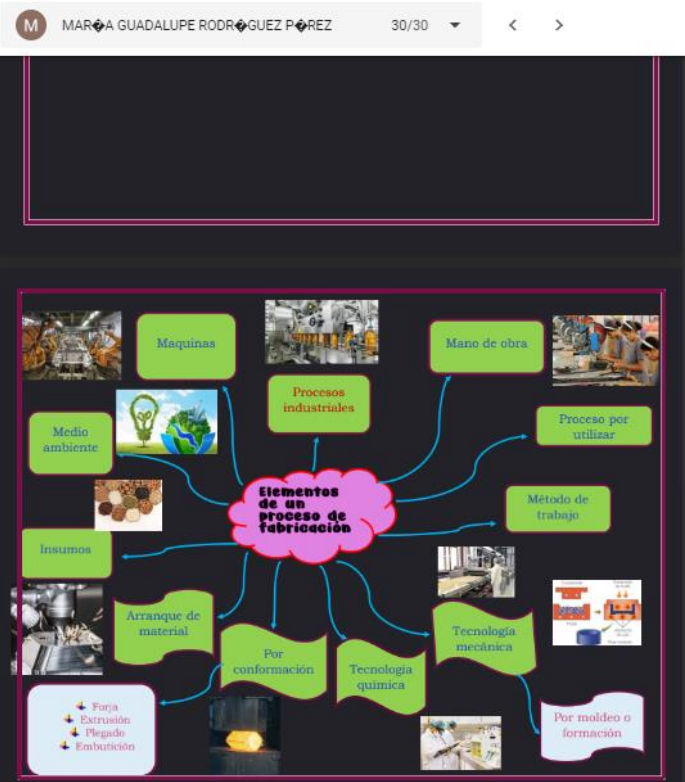 M
MAR�A GUADALUPE RODR�GUEZ P�REZ
30/30
Maquinas
Mano de obra
Procesos
industriales
Proceso por
utilizar
Medio
ambiente
Elementos
de un
proceso de
fabricación
Método de
trabajo
Insumos
Arranque de
material
Por
conformación
Tecnología
química
Tecnología
mecánica
Forja
Extrusión
Plegado
Embutición
Por moldeo o
formación